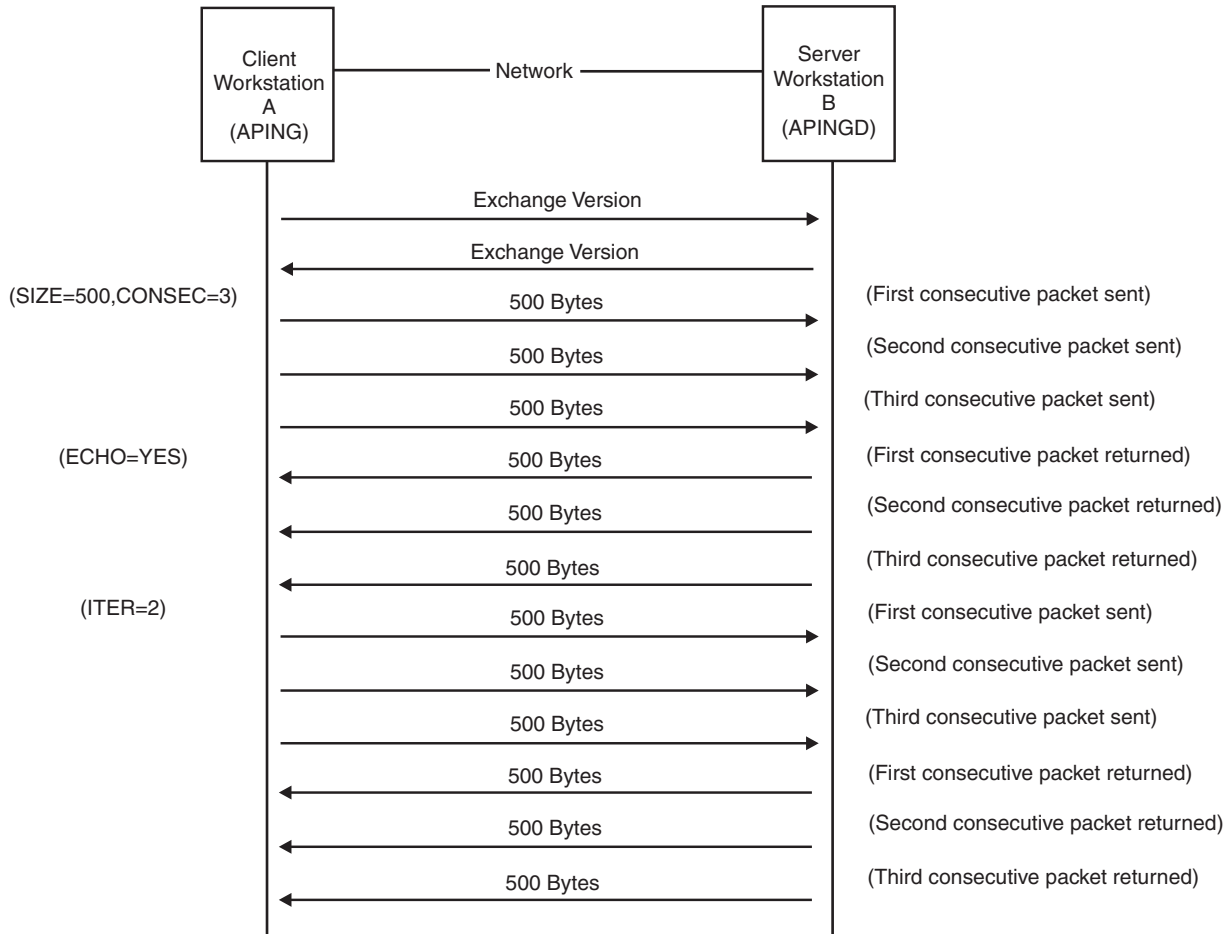 Client
Workstation
A
(APING)
Network
Server
Workstation
B
(APINGD)
Exchange Version
Exchange Version
(SIZE=500,CONSEC=3)
500 Bytes
(First consecutive packet sent)
500 Bytes
(Second consecutive packet sent)
500 Bytes
(Third consecutive packet sent)
(ECHO=YES)
500 Bytes
(First consecutive packet returned)
500 Bytes
(Second consecutive packet returned)
500 Bytes
(Third consecutive packet returned)
(ITER=2)
500 Bytes
(First consecutive packet sent)
500 Bytes
(Second consecutive packet sent)
500 Bytes
(Third consecutive packet sent)
500 Bytes
(First consecutive packet returned)
500 Bytes
(Second consecutive packet returned)
500 Bytes
(Third consecutive packet returned)